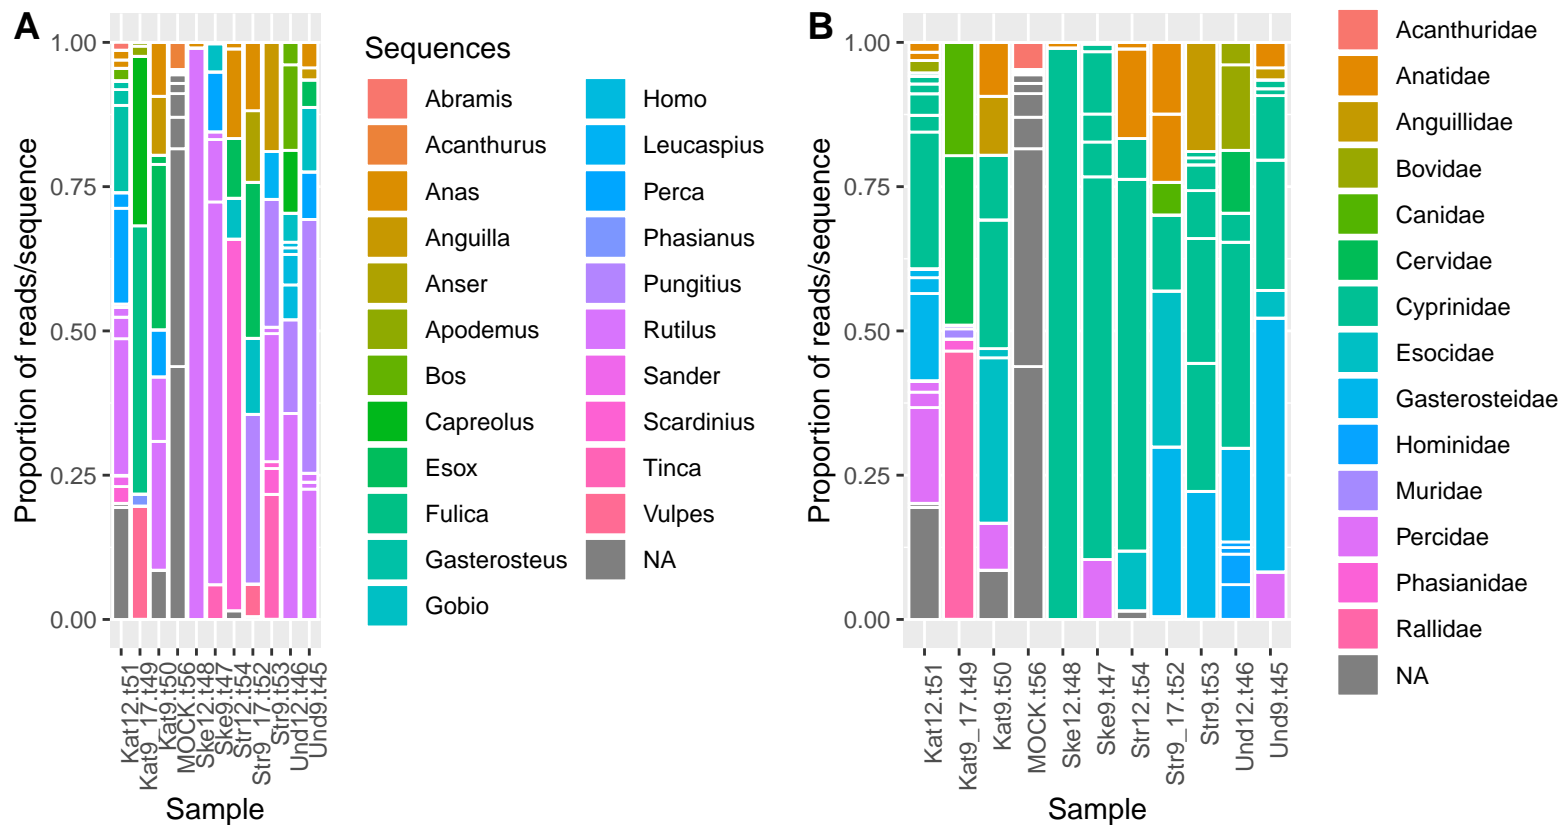 A
Proportion of reads/sequence
1.00
0.75
0.50
0.25
0.00
Kat12.t51
Kat9_17.t49
Kat9.t50
MOCK.t56
Ske12.t48
Ske9.t47
Str12.t54
Str9_17.t52
Str9.t53
Und12.t46
Und9.t45
Sample
Sequences
Abramis
Acanthurus
Anas
Anguilla
Anser
Apodemus
Bos
Capreolus
Esox
Fulica
Gasterosteus
Gobio
Homo
Leucaspius
Perca
Phasianus
Pungitius
Rutilus
Sander
Scardinius
Tinca
Vulpes
NA
B
Proportion of reads/sequence
1.00
0.75
0.50
0.25
0.00
Kat12.t51
Kat9_17.t49
Kat9.t50
MOCK.t56
Ske12.t48
Ske9.t47
Str12.t54
Str9_17.t52
Str9.t53
Und12.t46
Und9.t45
Sample
Acanthuridae
Anatidae
Anguillidae
Bovidae
Canidae
Cervidae
Cyprinidae
Esocidae
Gasterosteidae
Hominidae
Muridae
Percidae
Phasianidae
Rallidae
NA